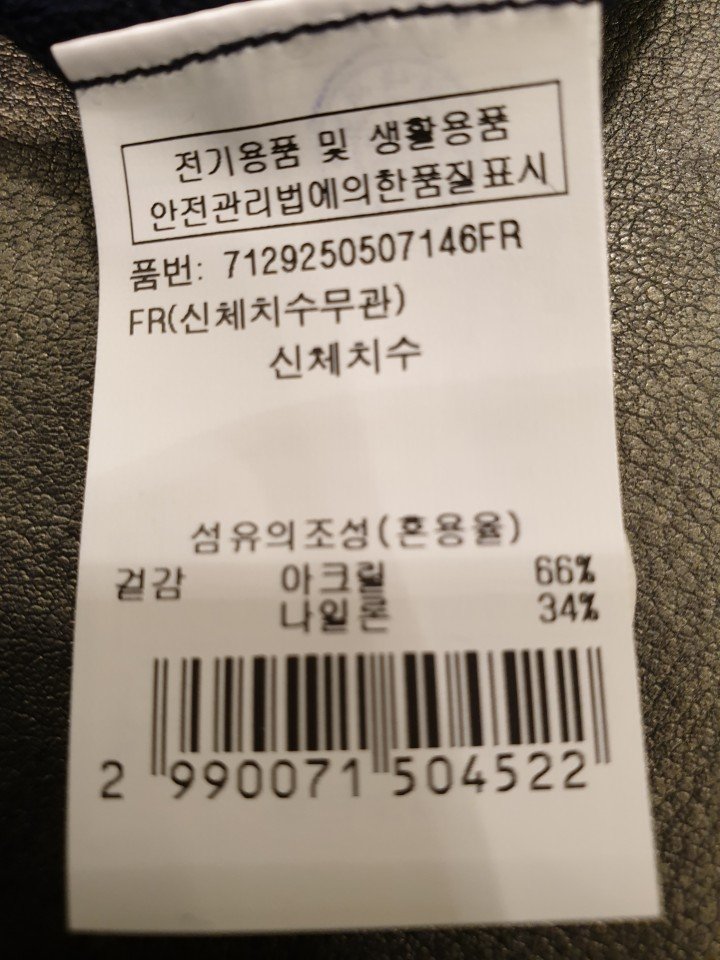 전기용품 및 생활용품
안전관리법에의한품질표시
품번: 7129250507146FR
FR(신체치수무관)
신체치수
섬유의조성(혼용율)
겉감 아크릴 66%
나일론 34%
2 990071 504522